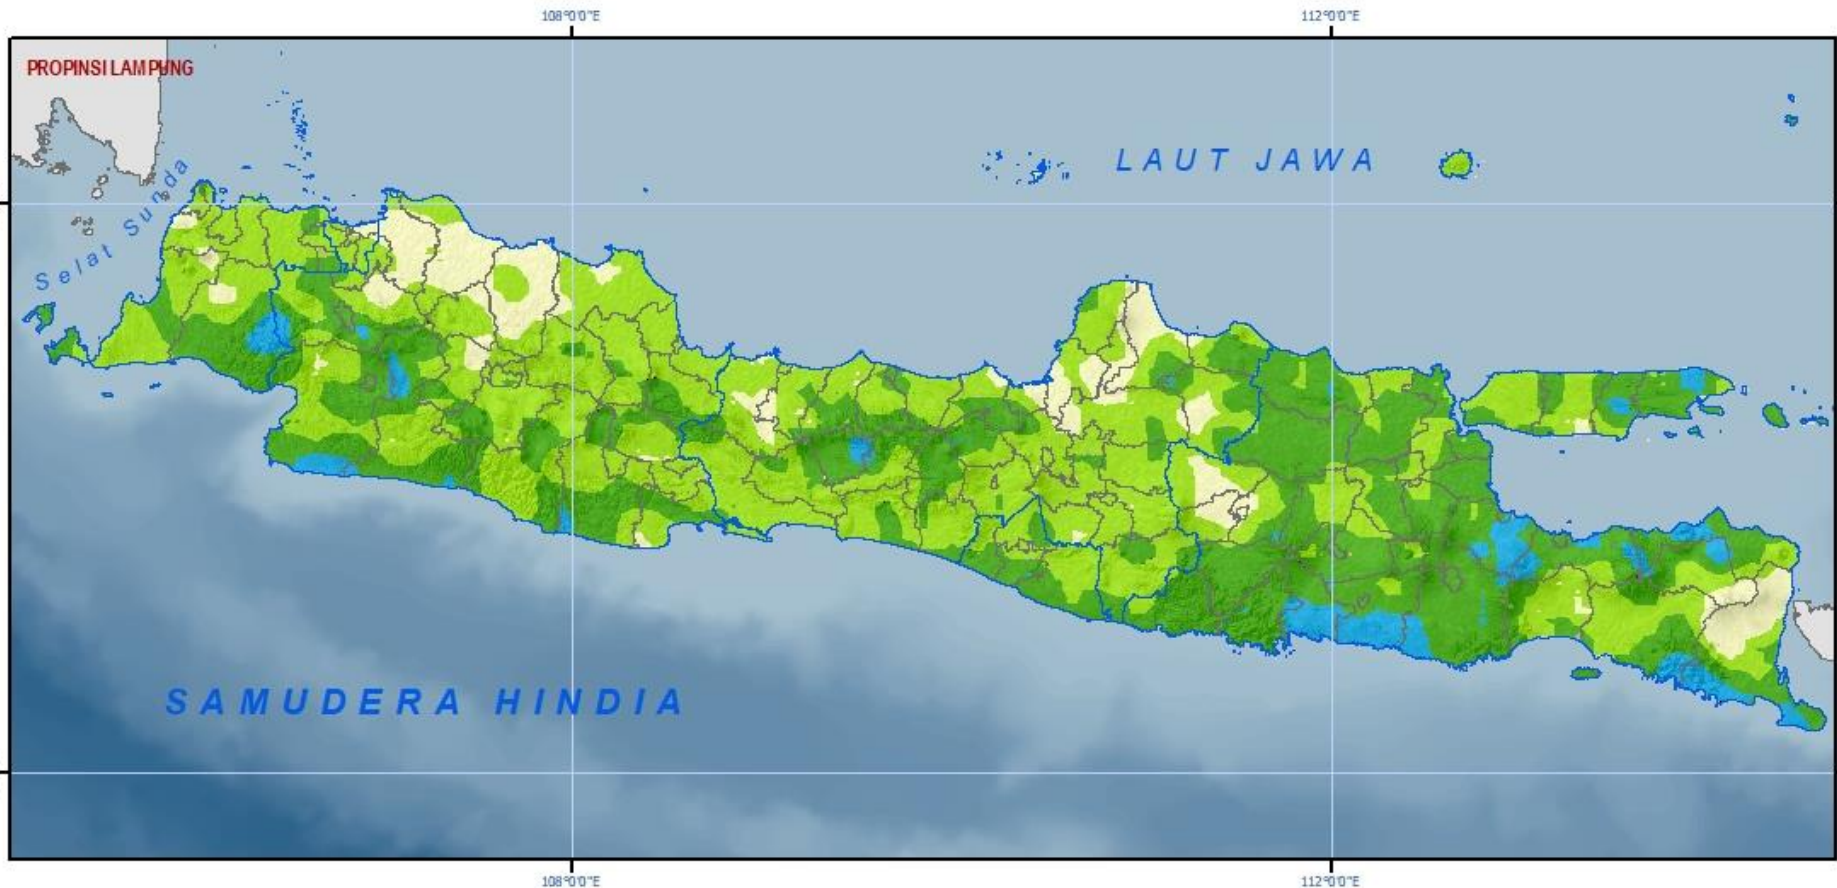 108°0'0"E
112°0'0"E
PROPINSI LAMPUNG
LAUT JAWA
Selat Sunda
SAMUDERA HINDIA
108°0'0"E
112°0'0"E